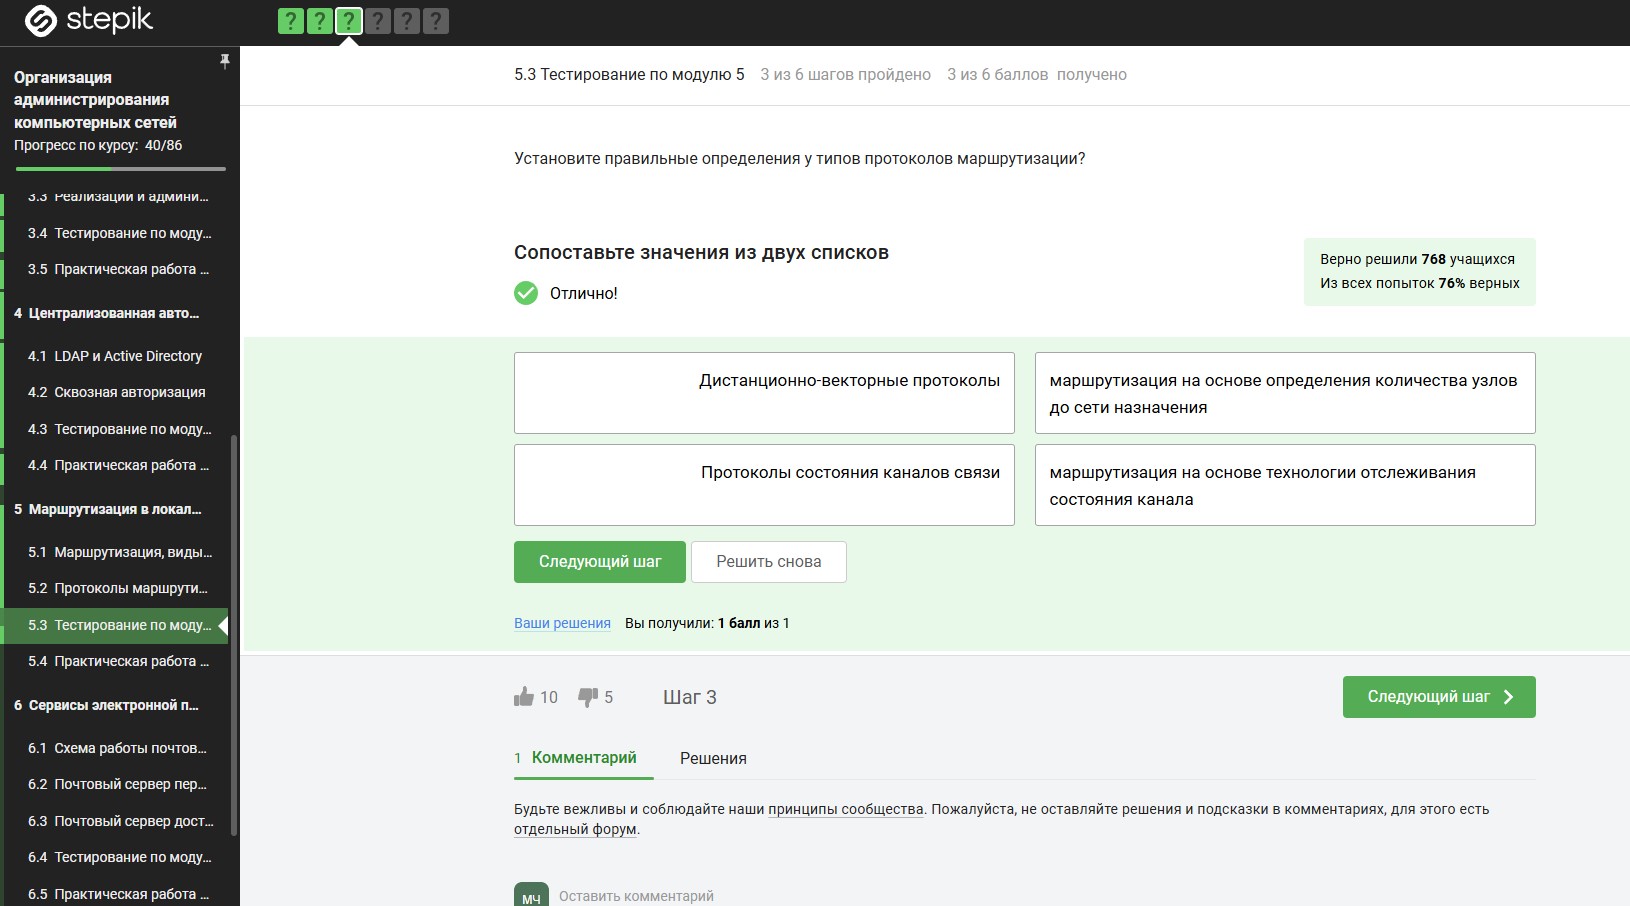 stepik
? ? ? ? ? ?
Организация
администрирования
компьютерных сетей
Прогресс по курсу: 40/86
3.3 Реализации и админи...
3.4 Тестирование по моду...
3.5 Практическая работа ...
4 Централизованная авто...
4.1 LDAP и Active Directory
4.2 Сквозная авторизация
4.3 Тестирование по моду...
4.4 Практическая работа ...
5 Маршрутизация в локал...
5.1 Маршрутизация, виды...
5.2 Протоколы маршрути...
5.3 Тестирование по моду...
5.4 Практическая работа ...
6 Сервисы электронной п...
6.1 Схема работы почтов...
6.2 Почтовый сервер пер...
6.3 Почтовый сервер дост...
6.4 Тестирование по моду...
6.5 Практическая работа ...
5.3 Тестирование по модулю 5 3 из 6 шагов пройдено 3 из 6 баллов получено
Установите правильные определения у типов протоколов маршрутизации?
Сопоставьте значения из двух списков
Отлично!
Верно решили 768 учащихся
Из всех попыток 76% верных
Дистанционно-векторные протоколы
маршрутизация на основе определения количества узлов
до сети назначения
Протоколы состояния каналов связи
маршрутизация на основе технологии отслеживания
состояния канала
Следующий шаг
Решить снова
Ваши решения Вы получили: 1 балл из 1
10 5 Шаг 3
Следующий шаг
1 Комментарий Решения
Будьте вежливы и соблюдайте наши принципы сообщества. Пожалуйста, не оставляйте решения и подсказки в комментариях, для этого есть
отдельный форум.
МЧ Оставить комментарий